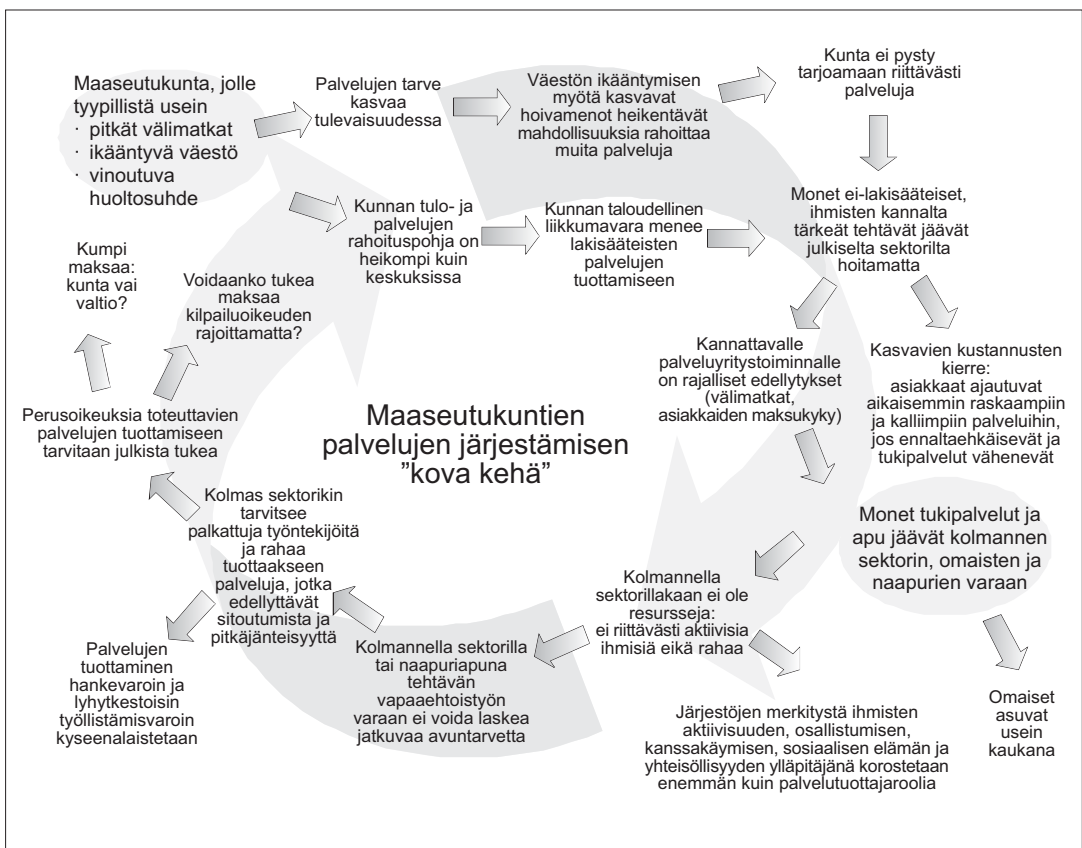 Maaseutukunta, jolle
tyypillistä usein
· pitkät välimatkat
· ikääntyvä väestö
· vinoutuva
huoltosuhde
Palvelujen tarve
kasvaa
tulevaisuudessa
Väestön ikääntymisen
myötä kasvavat
hoivamenot heikentävät
mahdollisuuksia rahoittaa
muita palveluja
Kunta ei pysty
tarjoamaan riittävästi
palveluja
Kunnan tulo- ja
palvelujen
rahoituspohja on
heikompi kuin
keskuksissa
Kunnan taloudellinen
liikkumavara menee
lakisääteisten
palvelujen
tuottamiseen
Monet ei-lakisääteiset,
ihmisten kannalta
tärkeät tehtävät jäävät
julkiselta sektorilta
hoitamatta
Kumpi
maksaa:
kunta vai
valtio?
Voidaanko tukea
maksaa
kilpailuoikeuden
rajoittamatta?
Kannattavalle
palveluyritystoiminnalle
on rajalliset edellytykset
(välimatkat,
asiakkaiden maksukyky)
Kasvavien kustannusten
kierre:
asiakkaat ajautuvat
aikaisemmin raskaampiin
ja kalliimpiin palveluihin,
jos ennaltaehkäisevät ja
tukipalvelut vähenevät
Perusoikeuksia toteuttavien
palvelujen tuottamiseen
tarvitaan julkista tukea
Maaseutukuntien
palvelujen järjestämisen
”kova kehä”
Kolmas sektorikin
tarvitsee
palkattuja työntekijöitä
ja rahaa
tuottaakseen
palveluja, jotka
edellyttävät
sitoutumista ja
pitkäjänteisyyttä
Monet tukipalvelut ja
apu jäävät kolmannen
sektorin, omaisten ja
naapurien varaan
Kolmannella
sektorillakaan ei ole
resursseja:
ei riittävästi aktiivisia
ihmisiä eikä rahaa
Palvelujen
tuottaminen
hankevaroin ja
lyhytkestoisin
työllistämisvaroin
kyseenalaistetaan
Kolmannella sektorilla
tai naapuriapuna
tehtävän
vapaaehtoistyön
varaan ei voida laskea
jatkuvaa avuntarvetta
Järjestöjen merkitystä ihmisten
aktiivisuuden, osallistumisen,
kanssakäymisen, sosiaalisen elämän ja
yhteisöllisyyden ylläpitäjänä korostetaan
enemmän kuin palvelutuottajaroolia
Omaiset
asuvat
usein
kaukana